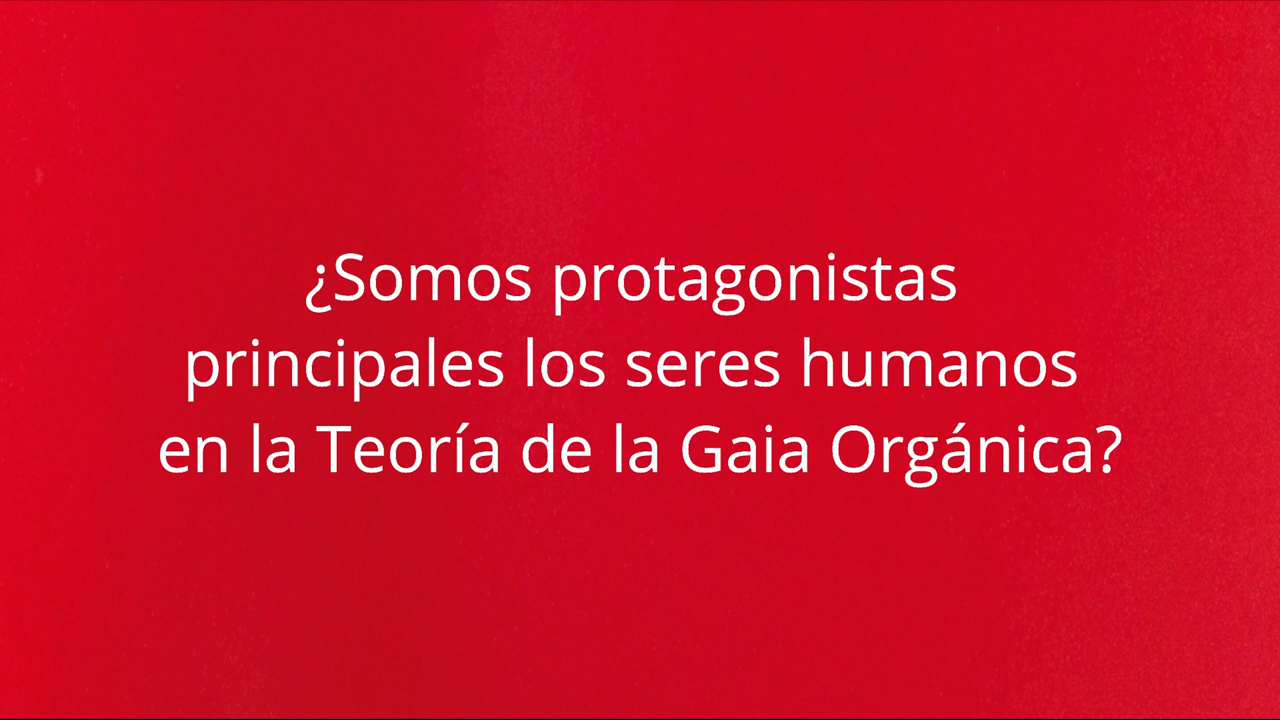 ¿Somos protagonistas
principales los seres humanos
en la Teoría de la Gaia Orgánica?